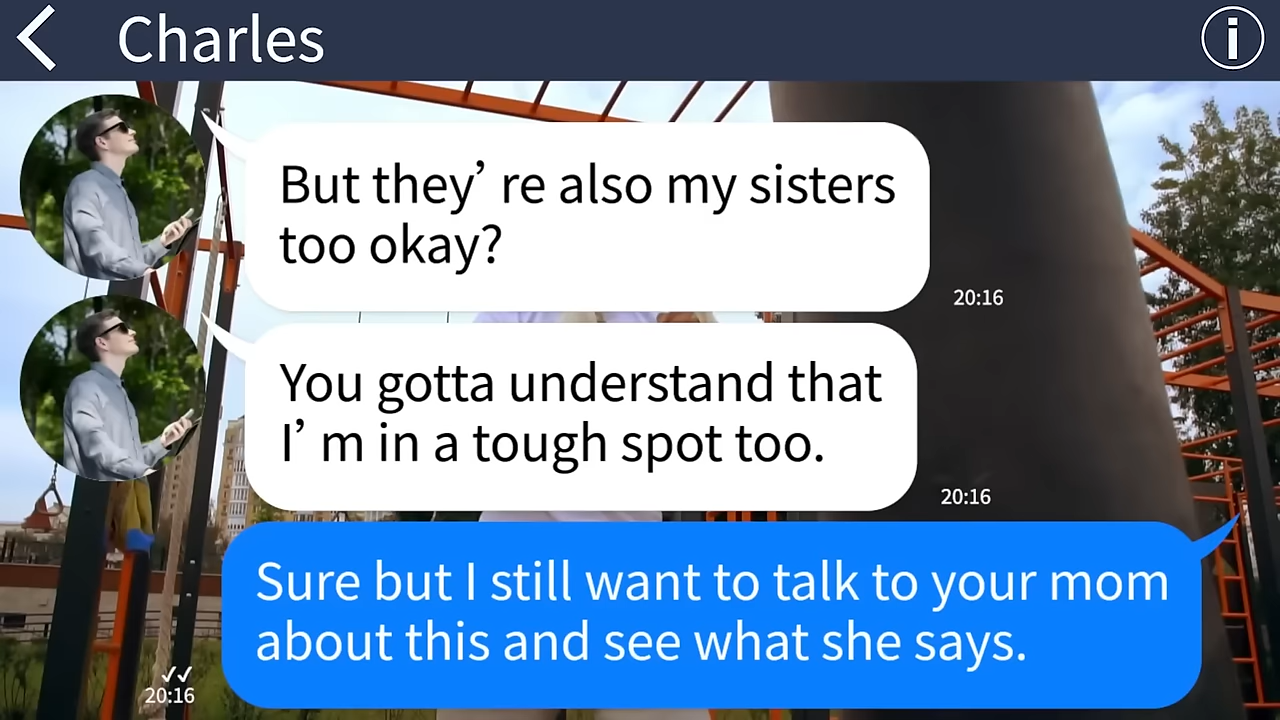 Charles
But they’ re also my sisters
too okay?
20:16
You gotta understand that
I’ m in a tough spot too.
20:16
Sure but I still want to talk to your mom
about this and see what she says.
20:16